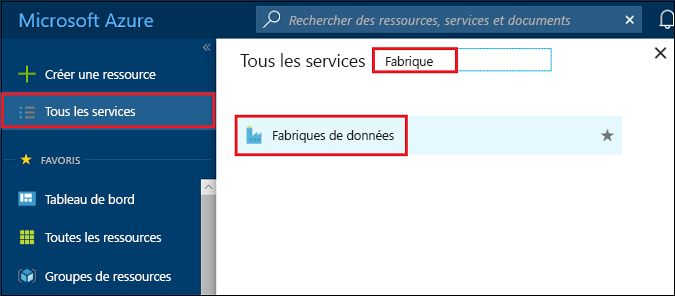 Microsoft Azure
Rechercher des ressources, services et documents
Créer une ressource
Tous les services
FAVORIS
Tableau de bord
Toutes les ressources
Groupes de ressources
Tous les services
Fabrique
Fabriques de données